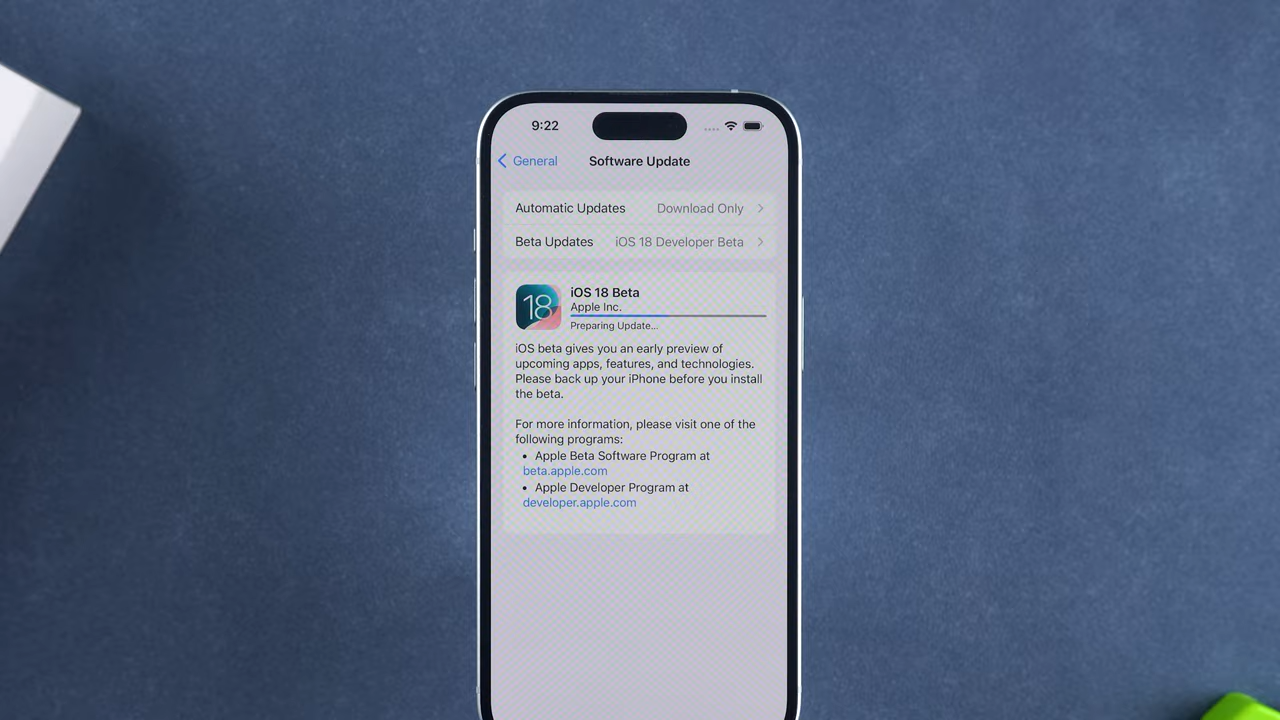 9:22
General
Software Update
Automatic Updates Download Only
Beta Updates iOS 18 Developer Beta
18
iOS 18 Beta
Apple Inc.
Preparing Update...
iOS beta gives you an early preview of
upcoming apps, features, and technologies.
Please back up your iPhone before you install
the beta.
For more information, please visit one of the
following programs:
• Apple Beta Software Program at
beta.apple.com
• Apple Developer Program at
developer.apple.com